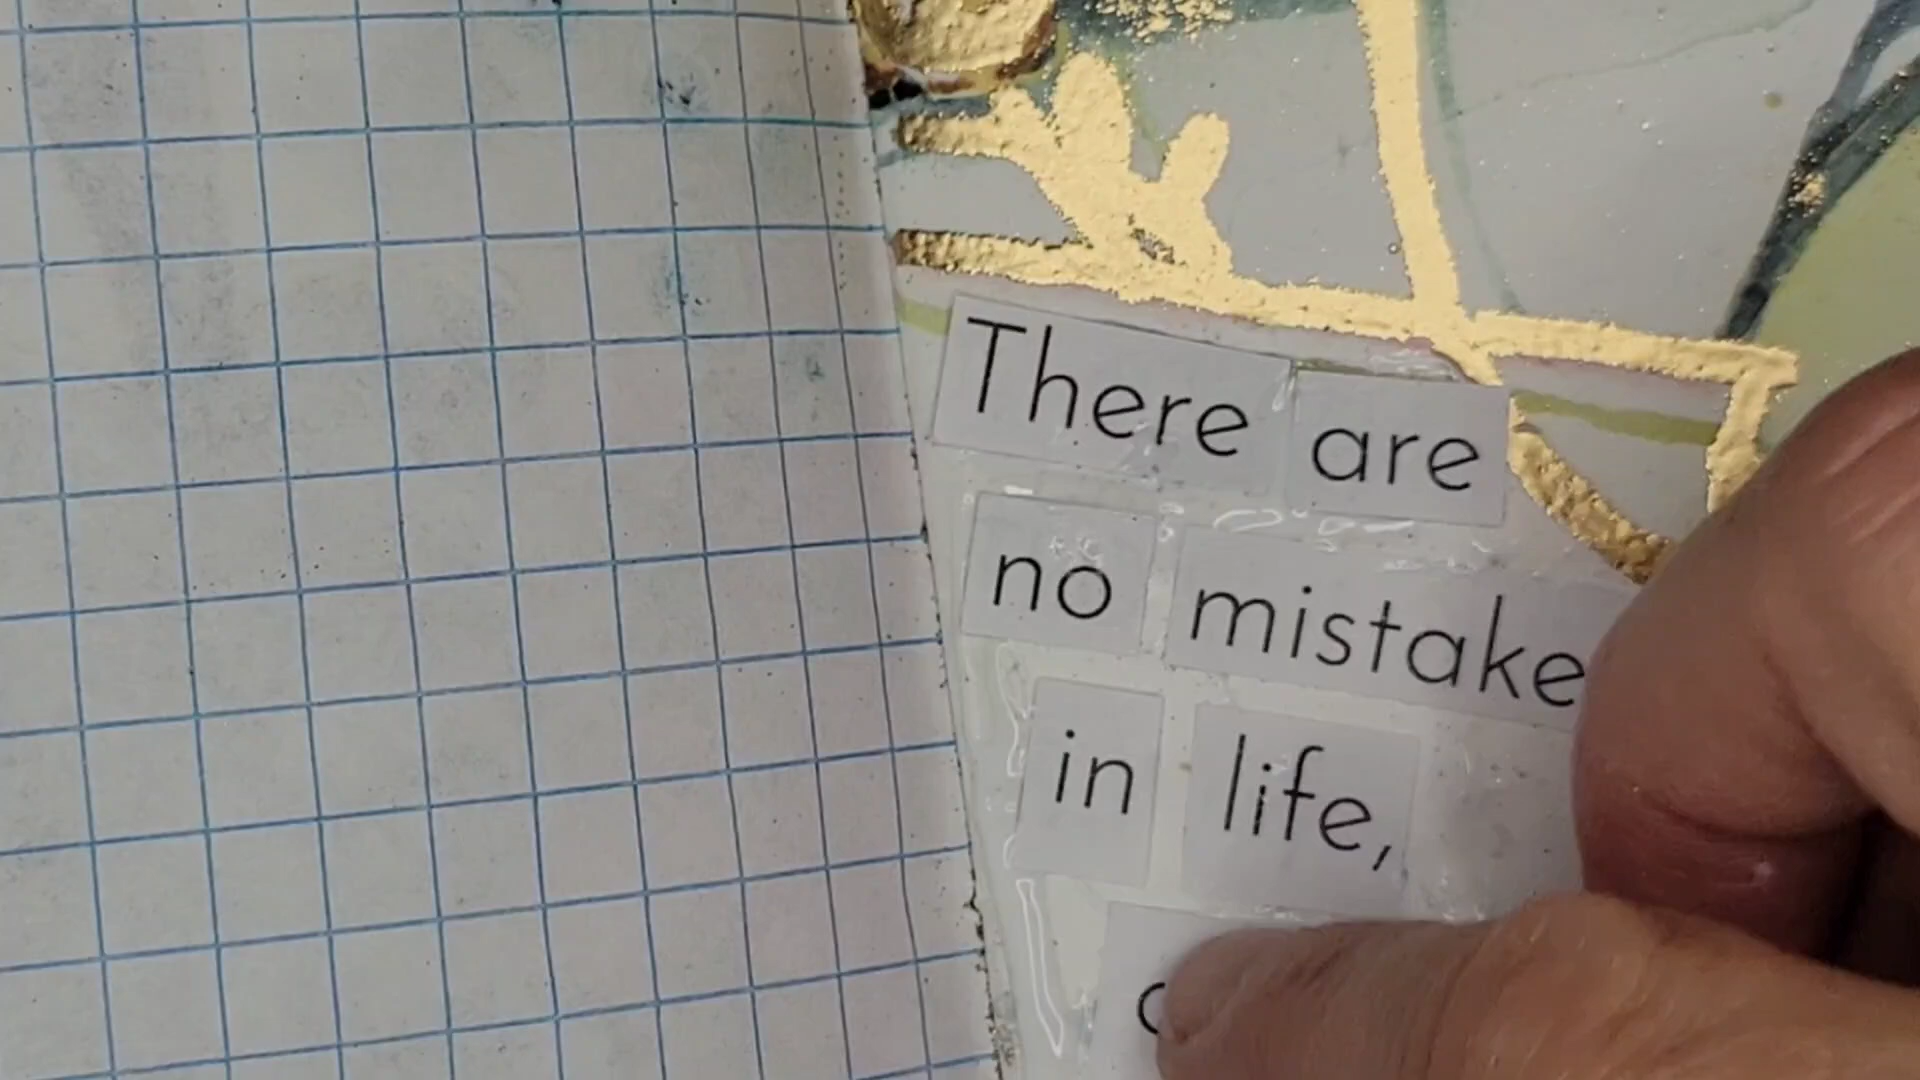 There are
no mistake
in life,